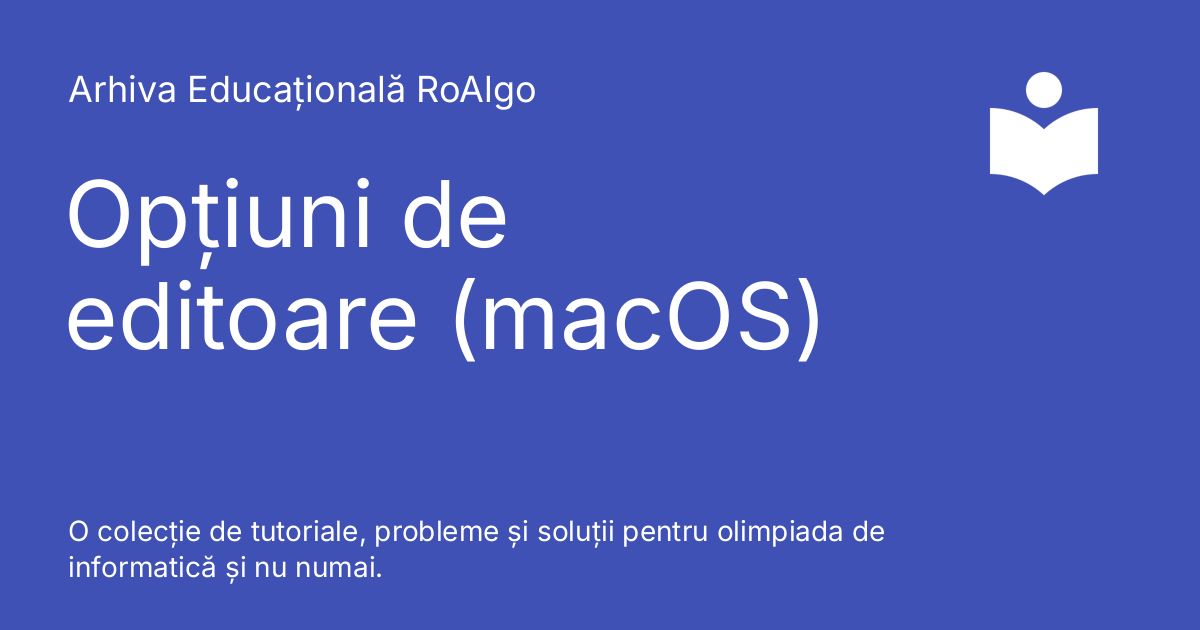 Arhiva Educațională RoAlgo
Opțiuni de
editoare (macOS)
O colecție de tutoriale, probleme și soluții pentru olimpiada de
informatică și nu numai.